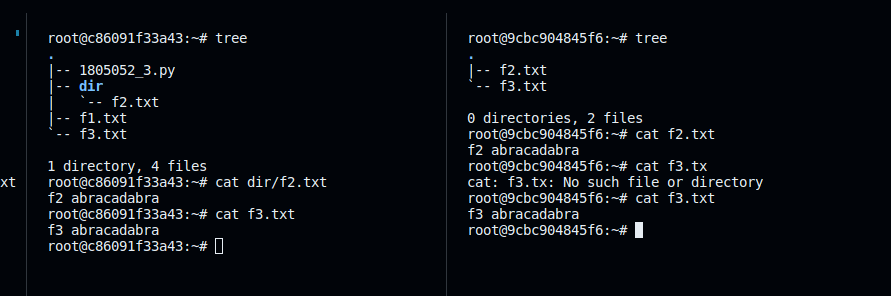 root@c86091f33a43:~# tree
.
|-- 1805052_3.py
|-- dir
|   `-- f2.txt
|-- f1.txt
`-- f3.txt
1 directory, 4 files
root@c86091f33a43:~# cat dir/f2.txt
f2 abracadabra
root@c86091f33a43:~# cat f3.txt
f3 abracadabra
root@c86091f33a43:~#
xt
root@9cbc904845f6:~# tree
.
|-- f2.txt
`-- f3.txt
0 directories, 2 files
root@9cbc904845f6:~# cat f2.txt
f2 abracadabra
root@9cbc904845f6:~# cat f3.tx
cat: f3.tx: No such file or directory
root@9cbc904845f6:~# cat f3.txt
f3 abracadabra
root@9cbc904845f6:~#